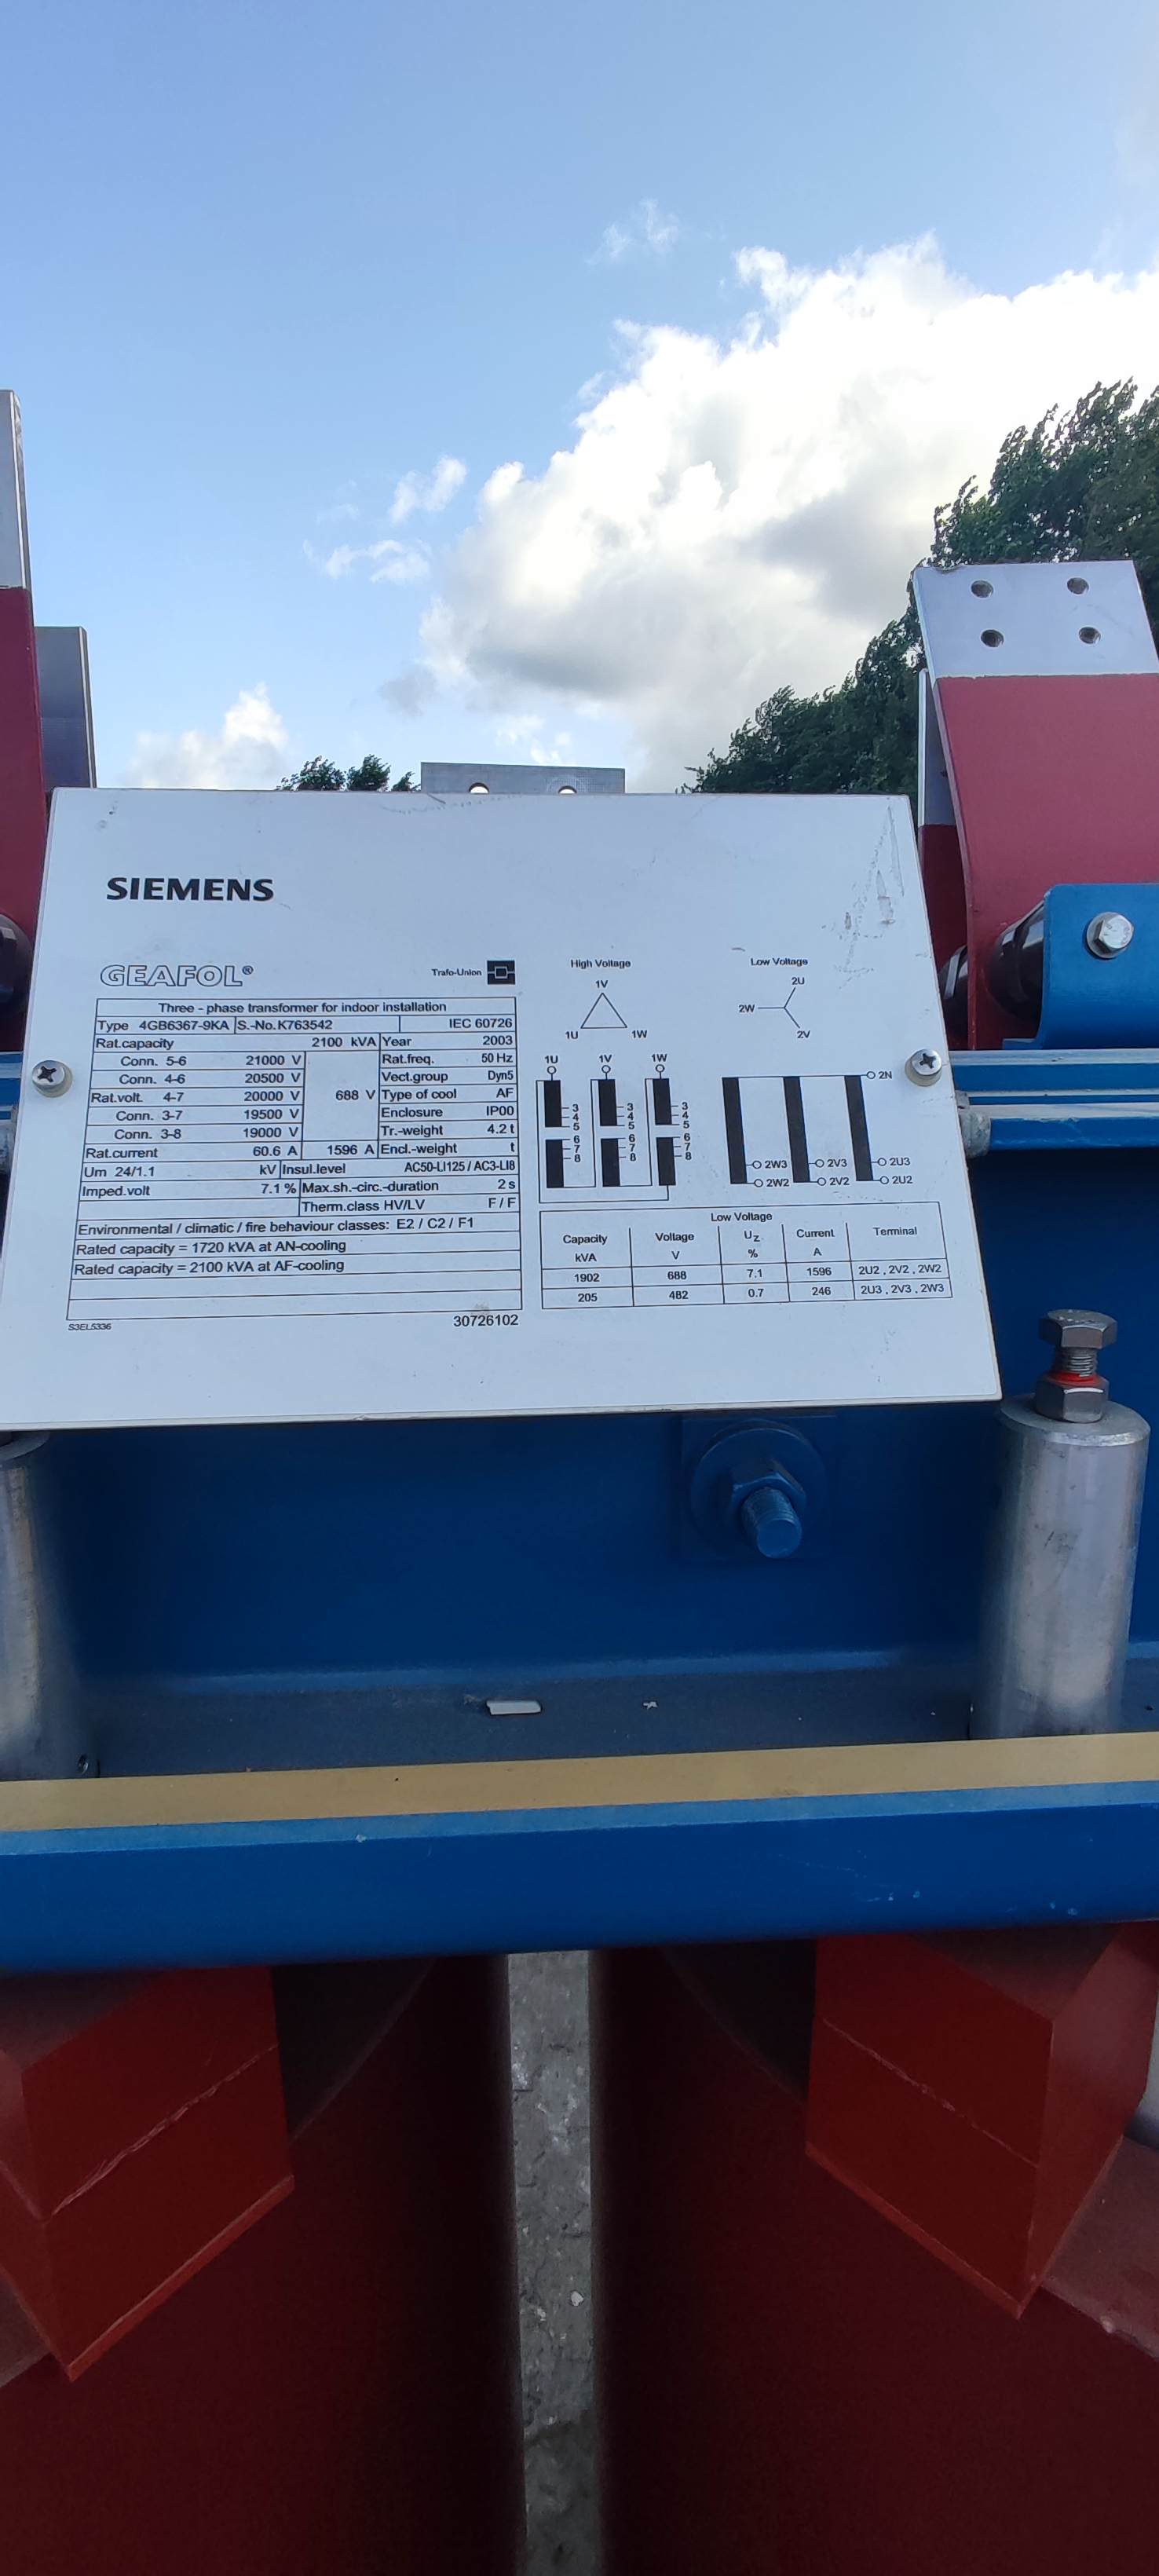 SIEMENS
GEAFOL®
Trafo-Union
Three - phase transformer for indoor installation
Type 4GB6367-9KA S.-No.K763542 IEC 60726
Rat.capacity 2100 kVA Year 2003
Conn. 5-6 21000 V Rat.freq. 50 Hz
Conn. 4-6 20500 V Vect.group Dyn5
Rat.volt. 4-7 20000 V 688 V Type of cool AF
Conn. 3-7 19500 V Enclosure IP00
Conn. 3-8 19000 V Tr.-weight 4.2 t
Rat.current 60.6 A 1596 A Encl.-weight t
Um 24/1.1 kV Insul.level AC50-LI125 / AC3-LI8
Imped.volt 7.1 % Max.sh.-circ.-duration 2 s
Therm.class HV/LV F / F
Environmental / climatic / fire behaviour classes: E2 / C2 / F1
Rated capacity = 1720 kVA at AN-cooling
Rated capacity = 2100 kVA at AF-cooling
S3EL5336
30726102
High Voltage
1V
1U 1W
1U 1V 1W
3 3 3
4 4 4
5 5 5
6 6 6
7 7 7
8 8 8
Low Voltage
2U
2W
2V
2N
2W3 2V3 2U3
2W2 2V2 2U2
Low Voltage
Capacity Voltage Uz Current Terminal
kVA V % A
1902 688 7.1 1596 2U2 , 2V2 , 2W2
205 482 0.7 246 2U3 , 2V3 , 2W3